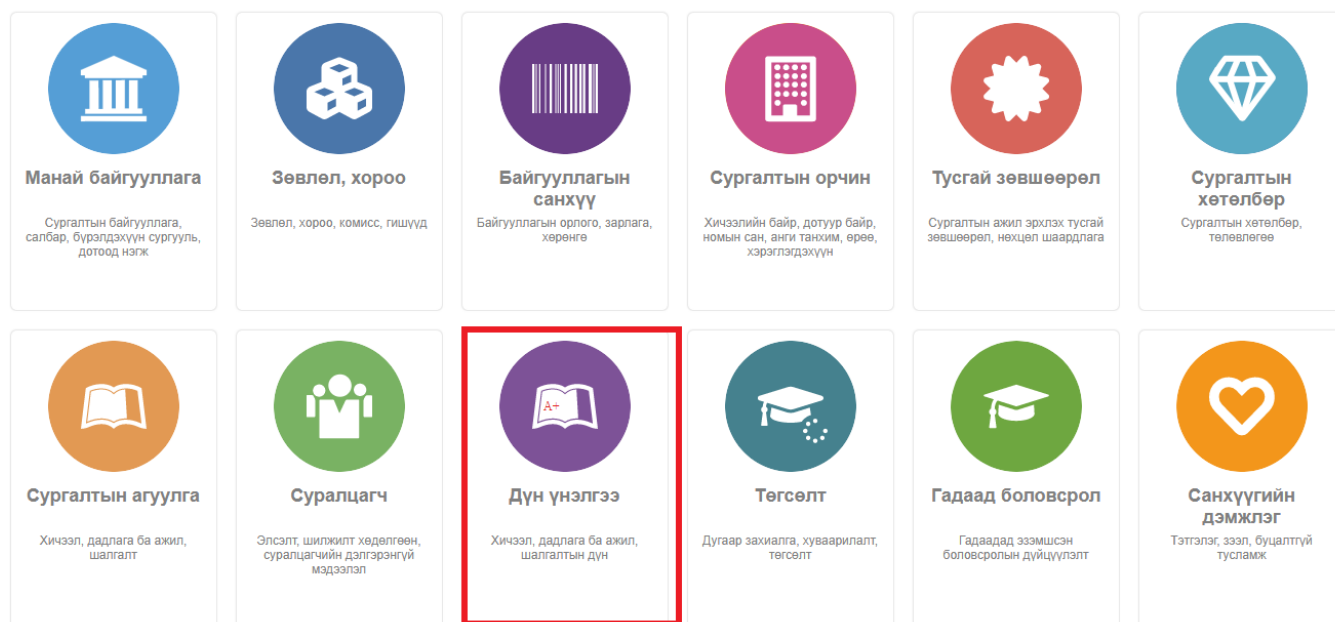 Манай байгууллага
Сургалтын байгууллага,
салбар, бүрэлдэхүүн сургууль,
дотоод нэгж
Зөвлөл, хороо
Зөвлөл, хороо, комисс, гишүүд
Байгууллагын
санхүү
Байгууллагын орлого, зарлага,
хөрөнгө
Сургалтын орчин
Хичээлийн байр, дотуур байр,
номын сан, анги танхим, өрөө,
хэрэглэгдэхүүн
Тусгай зөвшөөрөл
Сургалтын ажил эрхлэх тусгай
зөвшөөрөл, нөхцөл шаардлага
Сургалтын
хөтөлбөр
Сургалтын хөтөлбөр,
төлөвлөгөө
Сургалтын агуулга
Хичээл, дадлага ба ажил,
шалгалт
Суралцагч
Элсэлт, шилжилт хөдөлгөөн,
суралцагчийн дэлгэрэнгүй
мэдээлэл
A+
Дүн үнэлгээ
Хичээл, дадлага ба ажил,
шалгалтын дүн
Төгсөлт
Дугаар захиалга, хуваарилалт,
төгсөлт
Гадаад боловсрол
Гадаадад эзэмшсэн
боловсролын дүйцүүлэлт
Санхүүгийн
дэмжлэг
Тэтгэлэг, зээл, буцалтгүй
тусламж